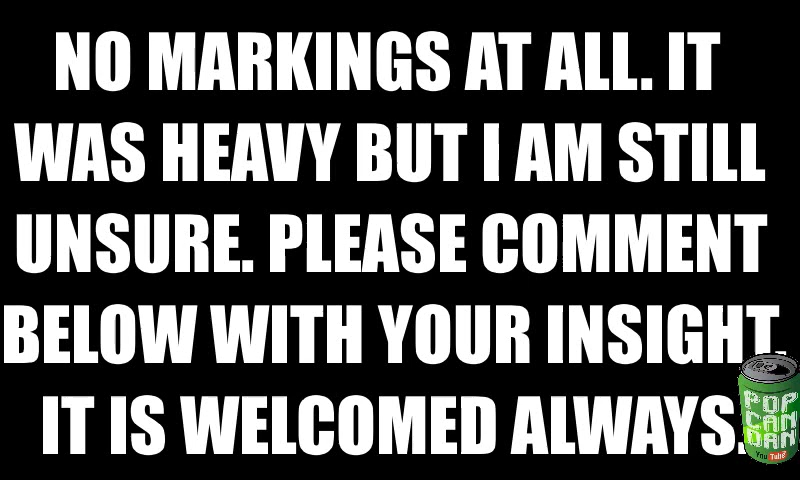 NO MARKINGS AT ALL. IT
WAS HEAVY BUT I AM STILL
UNSURE. PLEASE COMMENT
BELOW WITH YOUR INSIGHT.
IT IS WELCOMED ALWAYS.
POP
CAN
DAN
YouTube